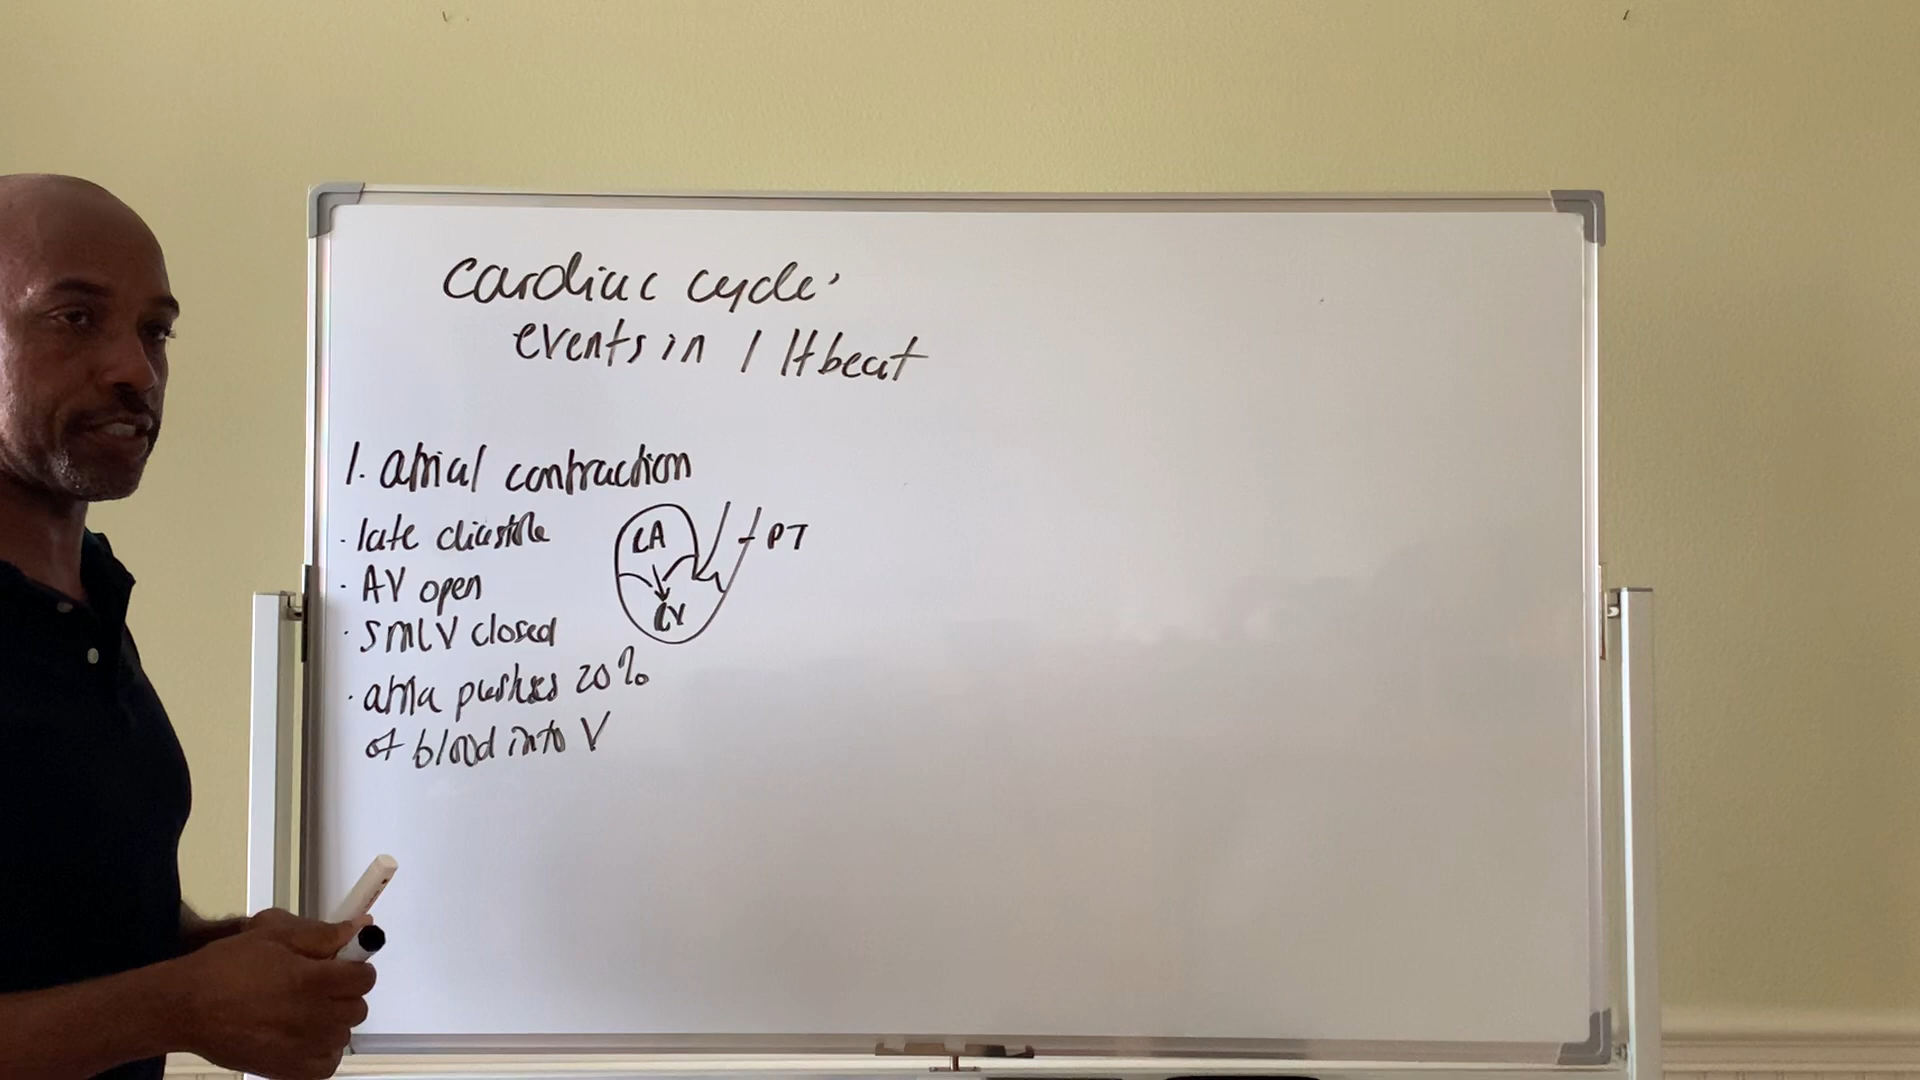 cardiac cycle:
events in 1 Htbeat
1. atrial contraction
· late diastole
· AV open
· SMLV closed
· atria pushes 20%
of blood into V
LA
PT
LV